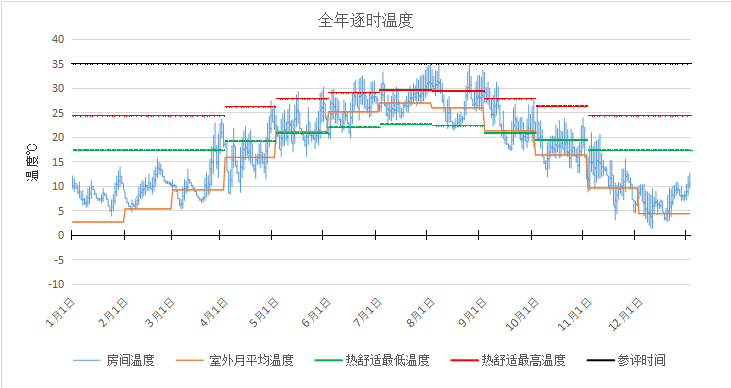 全年逐时温度
40
35
30
25
20
15
10
5
0
-5
-10
温度℃
1月1日
2月1日
3月1日
4月1日
5月1日
6月1日
7月1日
8月1日
9月1日
10月1日
11月1日
12月1日
房间温度
室外月平均温度
热舒适最低温度
热舒适最高温度
参评时间